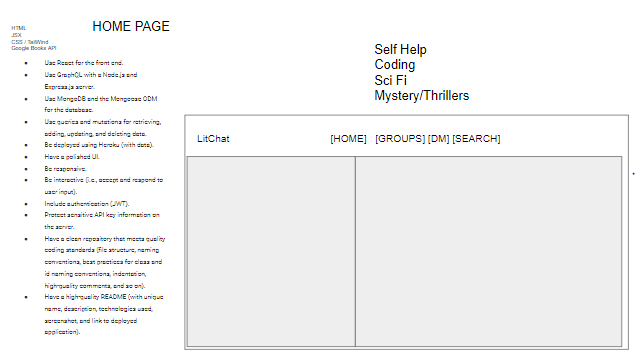 HTML
JSX
CSS / TailWind
Google Books API
HOME PAGE
Use React for the front end.
Use GraphQL with a Node.js and
Express.js server.
Use MongoDB and the Mongoose ODM
for the database.
Use queries and mutations for retrieving,
adding, updating, and deleting data.
Be deployed using Heroku (with data).
Have a polished UI.
Be responsive.
Be interactive (i.e., accept and respond to
user input).
Include authentication (JWT).
Protect sensitive API key information on
the server.
Have a clean repository that meets quality
coding standards (file structure, naming
conventions, best practices for class and
id naming conventions, indentation,
high-quality comments, and so on).
Have a high-quality README (with unique
name, description, technologies used,
screenshot, and link to deployed
application).
Self Help
Coding
Sci Fi
Mystery/Thrillers
LitChat [HOME] [GROUPS] [DM] [SEARCH]